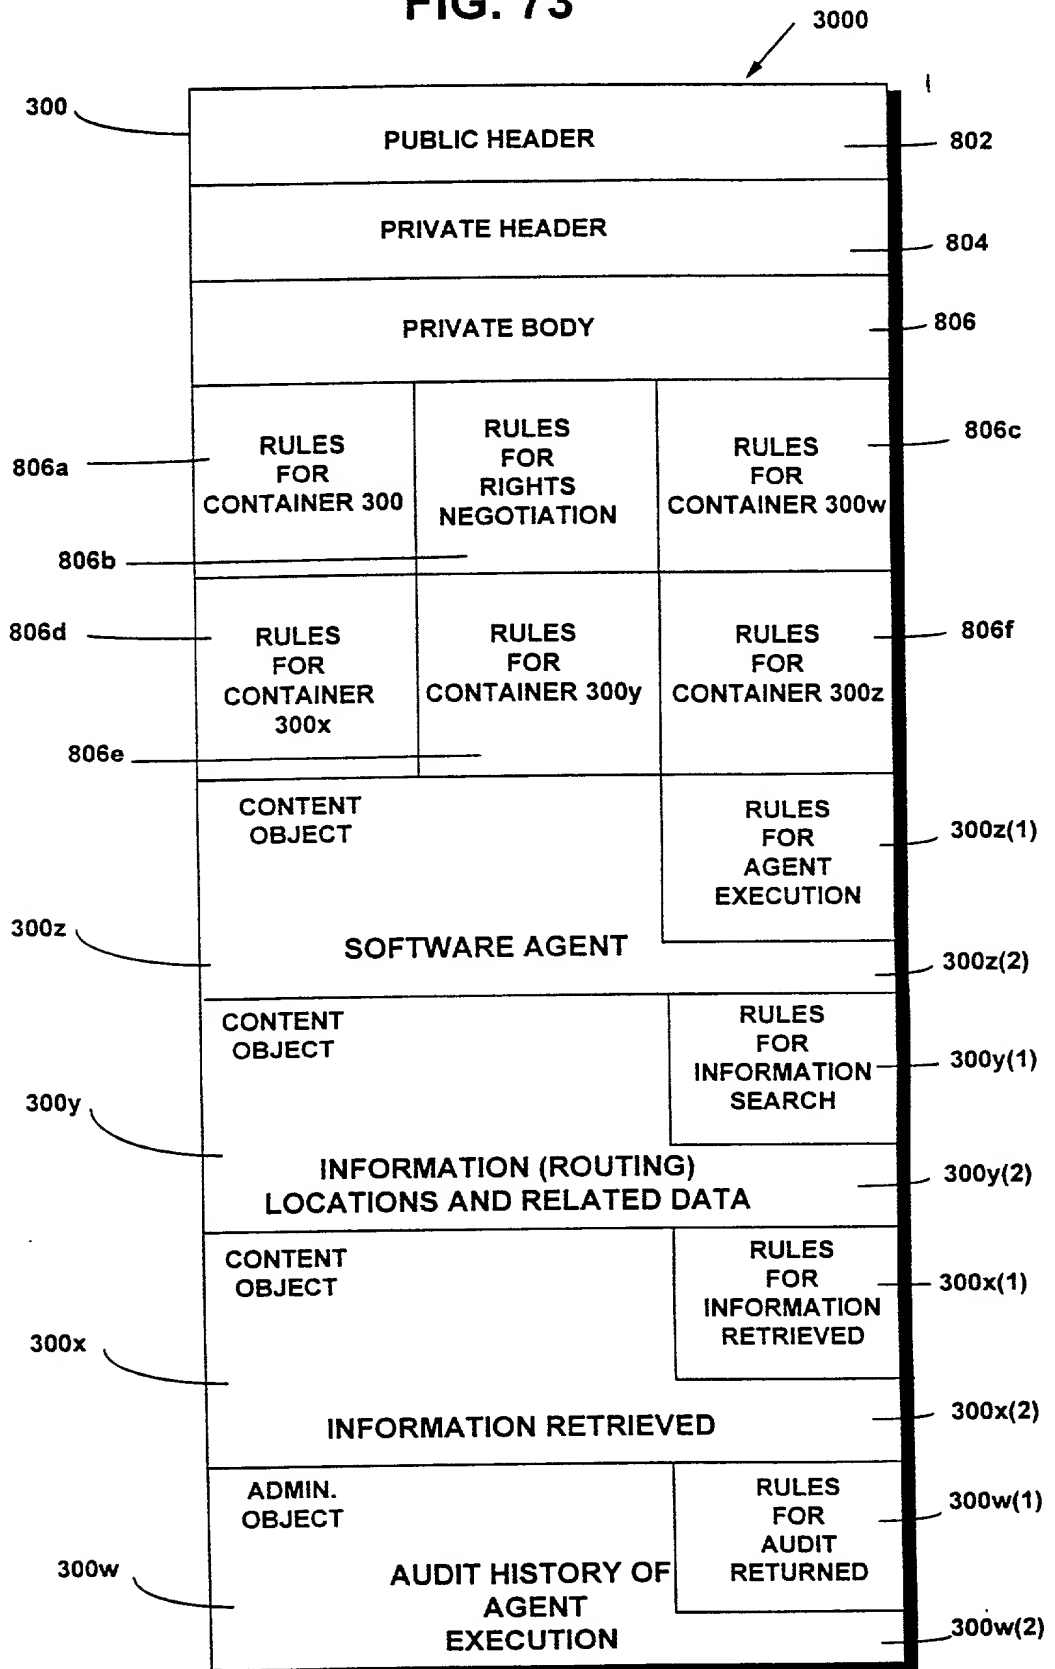 FIG. 73
3000
300
PUBLIC HEADER
802
PRIVATE HEADER
804
PRIVATE BODY
806
806a
RULES
FOR
CONTAINER 300
RULES
FOR
RIGHTS
NEGOTIATION
806b
RULES
FOR
CONTAINER 300w
806c
806d
RULES
FOR
CONTAINER
300x
RULES
FOR
CONTAINER 300y
806e
RULES
FOR
CONTAINER 300z
806f
CONTENT
OBJECT
RULES
FOR
AGENT
EXECUTION
300z(1)
300z
SOFTWARE AGENT
300z(2)
CONTENT
OBJECT
RULES
FOR
INFORMATION
SEARCH
300y(1)
300y
INFORMATION (ROUTING)
LOCATIONS AND RELATED DATA
300y(2)
CONTENT
OBJECT
RULES
FOR
INFORMATION
RETRIEVED
300x(1)
300x
INFORMATION RETRIEVED
300x(2)
ADMIN.
OBJECT
RULES
FOR
AUDIT
RETURNED
300w(1)
300w
AUDIT HISTORY OF
AGENT
EXECUTION
300w(2)